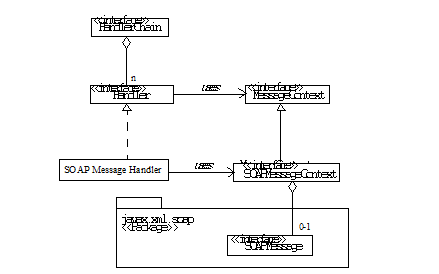 <<interface>>
HandlerChain
n
<<interface>>
Handler
uses
<<interface>>
MessageContext
SOAP Message Handler
uses
<<interface>>
SOAPMessageContext
0-1
javax.xml.soap
<<Package>>
<<interface>>
SOAPMessage